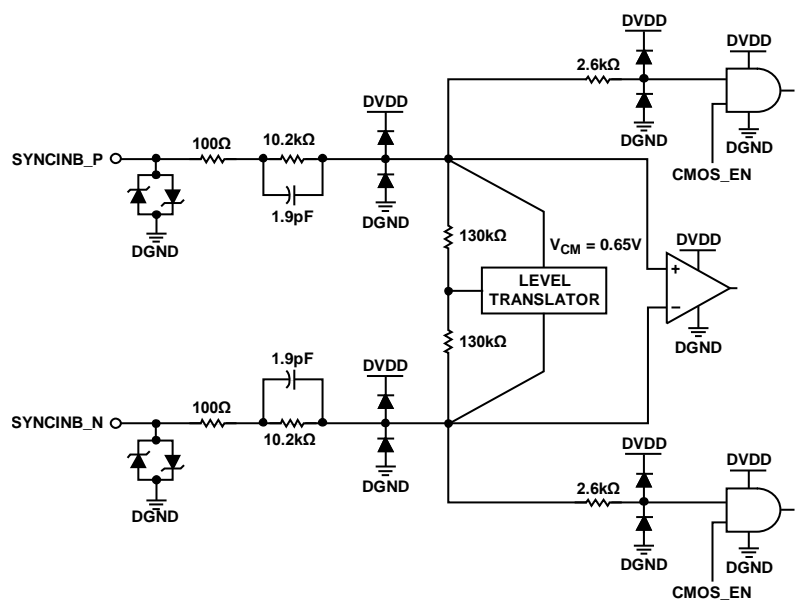 DVDD
2.6kΩ
DVDD
DVDD
100Ω
10.2kΩ
DGND
DGND
SYNCINB_P
1.9pF
DGND
CMOS_EN
DGND
130kΩ
V_CM = 0.65V
DVDD
LEVEL
TRANSLATOR
+
−
130kΩ
DGND
1.9pF
DVDD
100Ω
SYNCINB_N
10.2kΩ
DVDD
DVDD
2.6kΩ
DGND
DGND
DGND
DGND
CMOS_EN